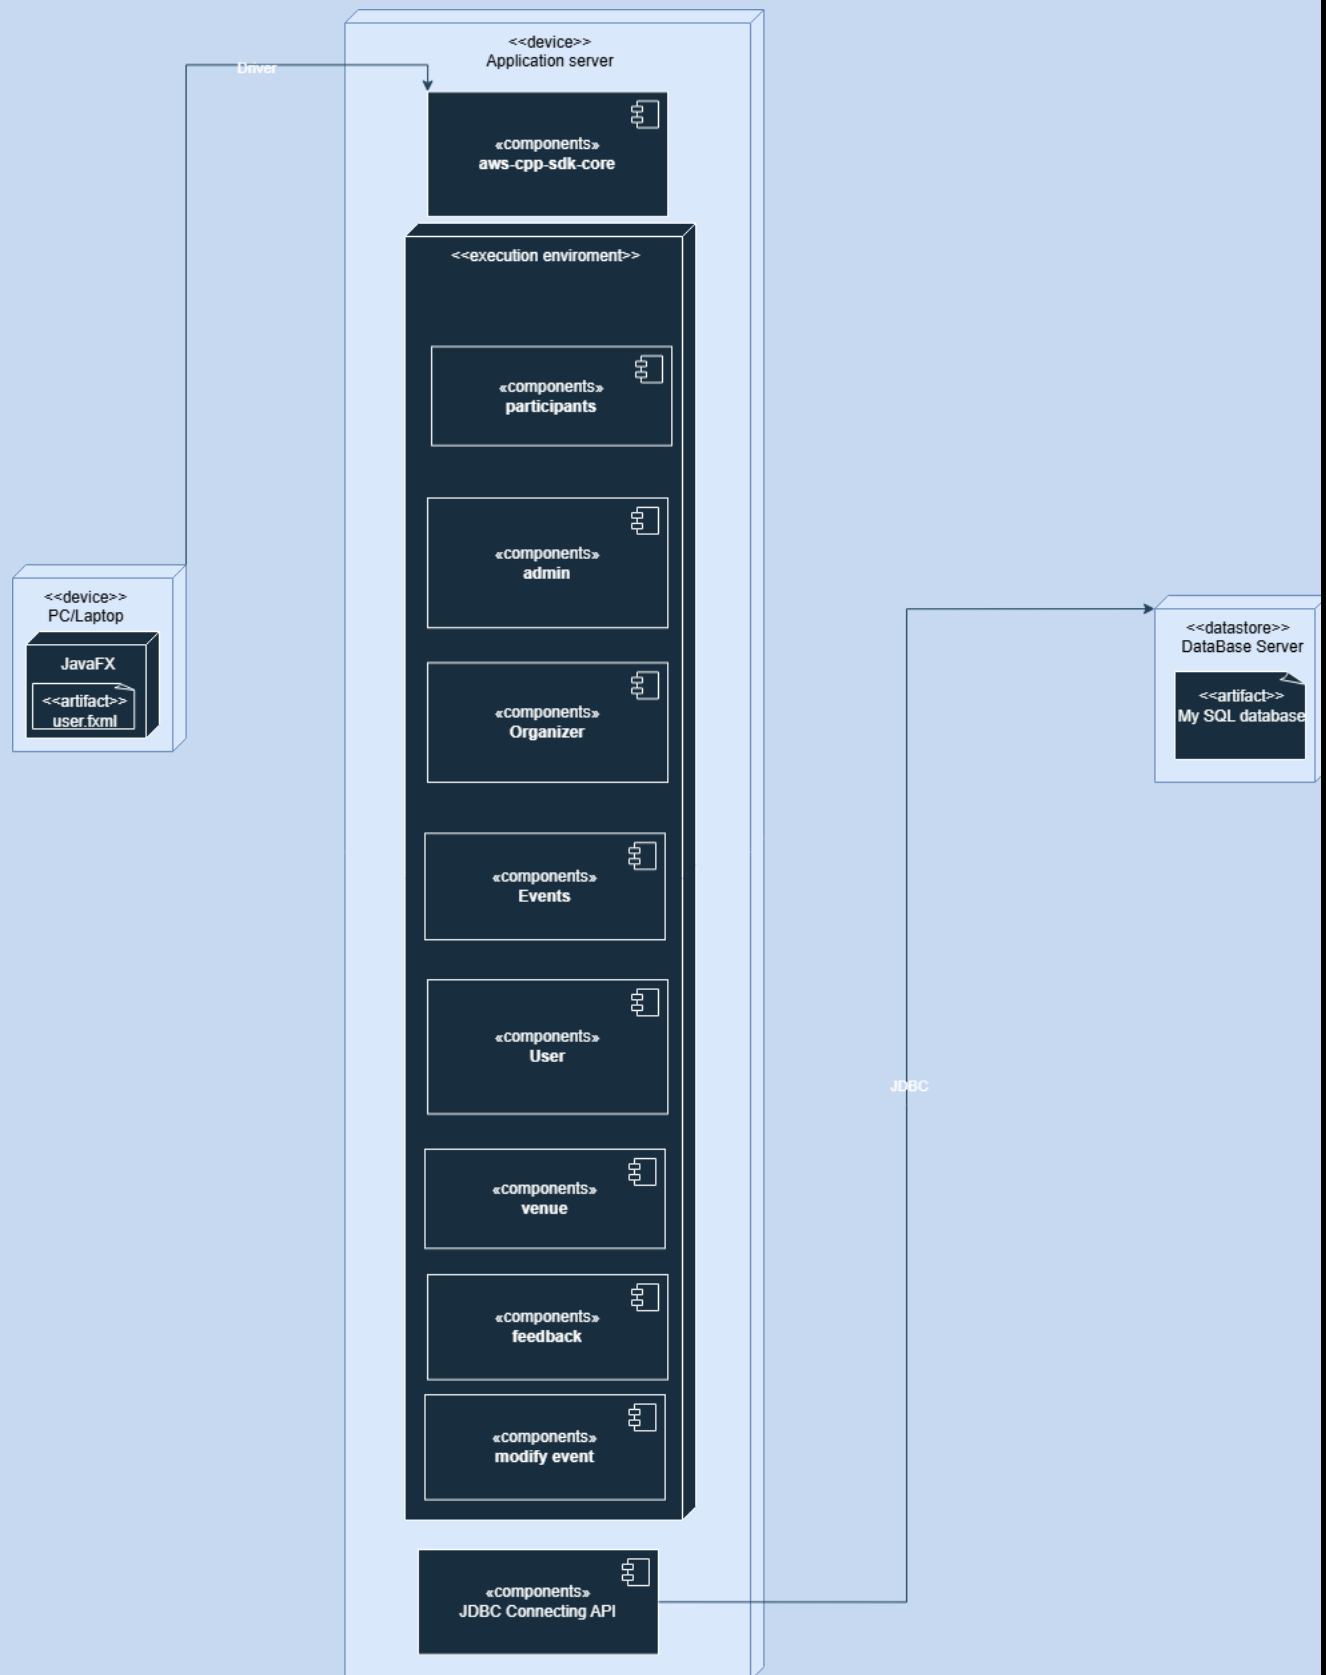 <<device>>
Application server
Driver
«components»
aws-cpp-sdk-core
<<execution enviroment>>
«components»
participants
«components»
admin
«components»
Organizer
«components»
Events
«components»
User
«components»
venue
«components»
feedback
«components»
modify event
«components»
JDBC Connecting API
<<device>>
PC/Laptop
JavaFX
<<artifact>>
user.fxml
JDBC
<<datastore>>
DataBase Server
<<artifact>>
My SQL database